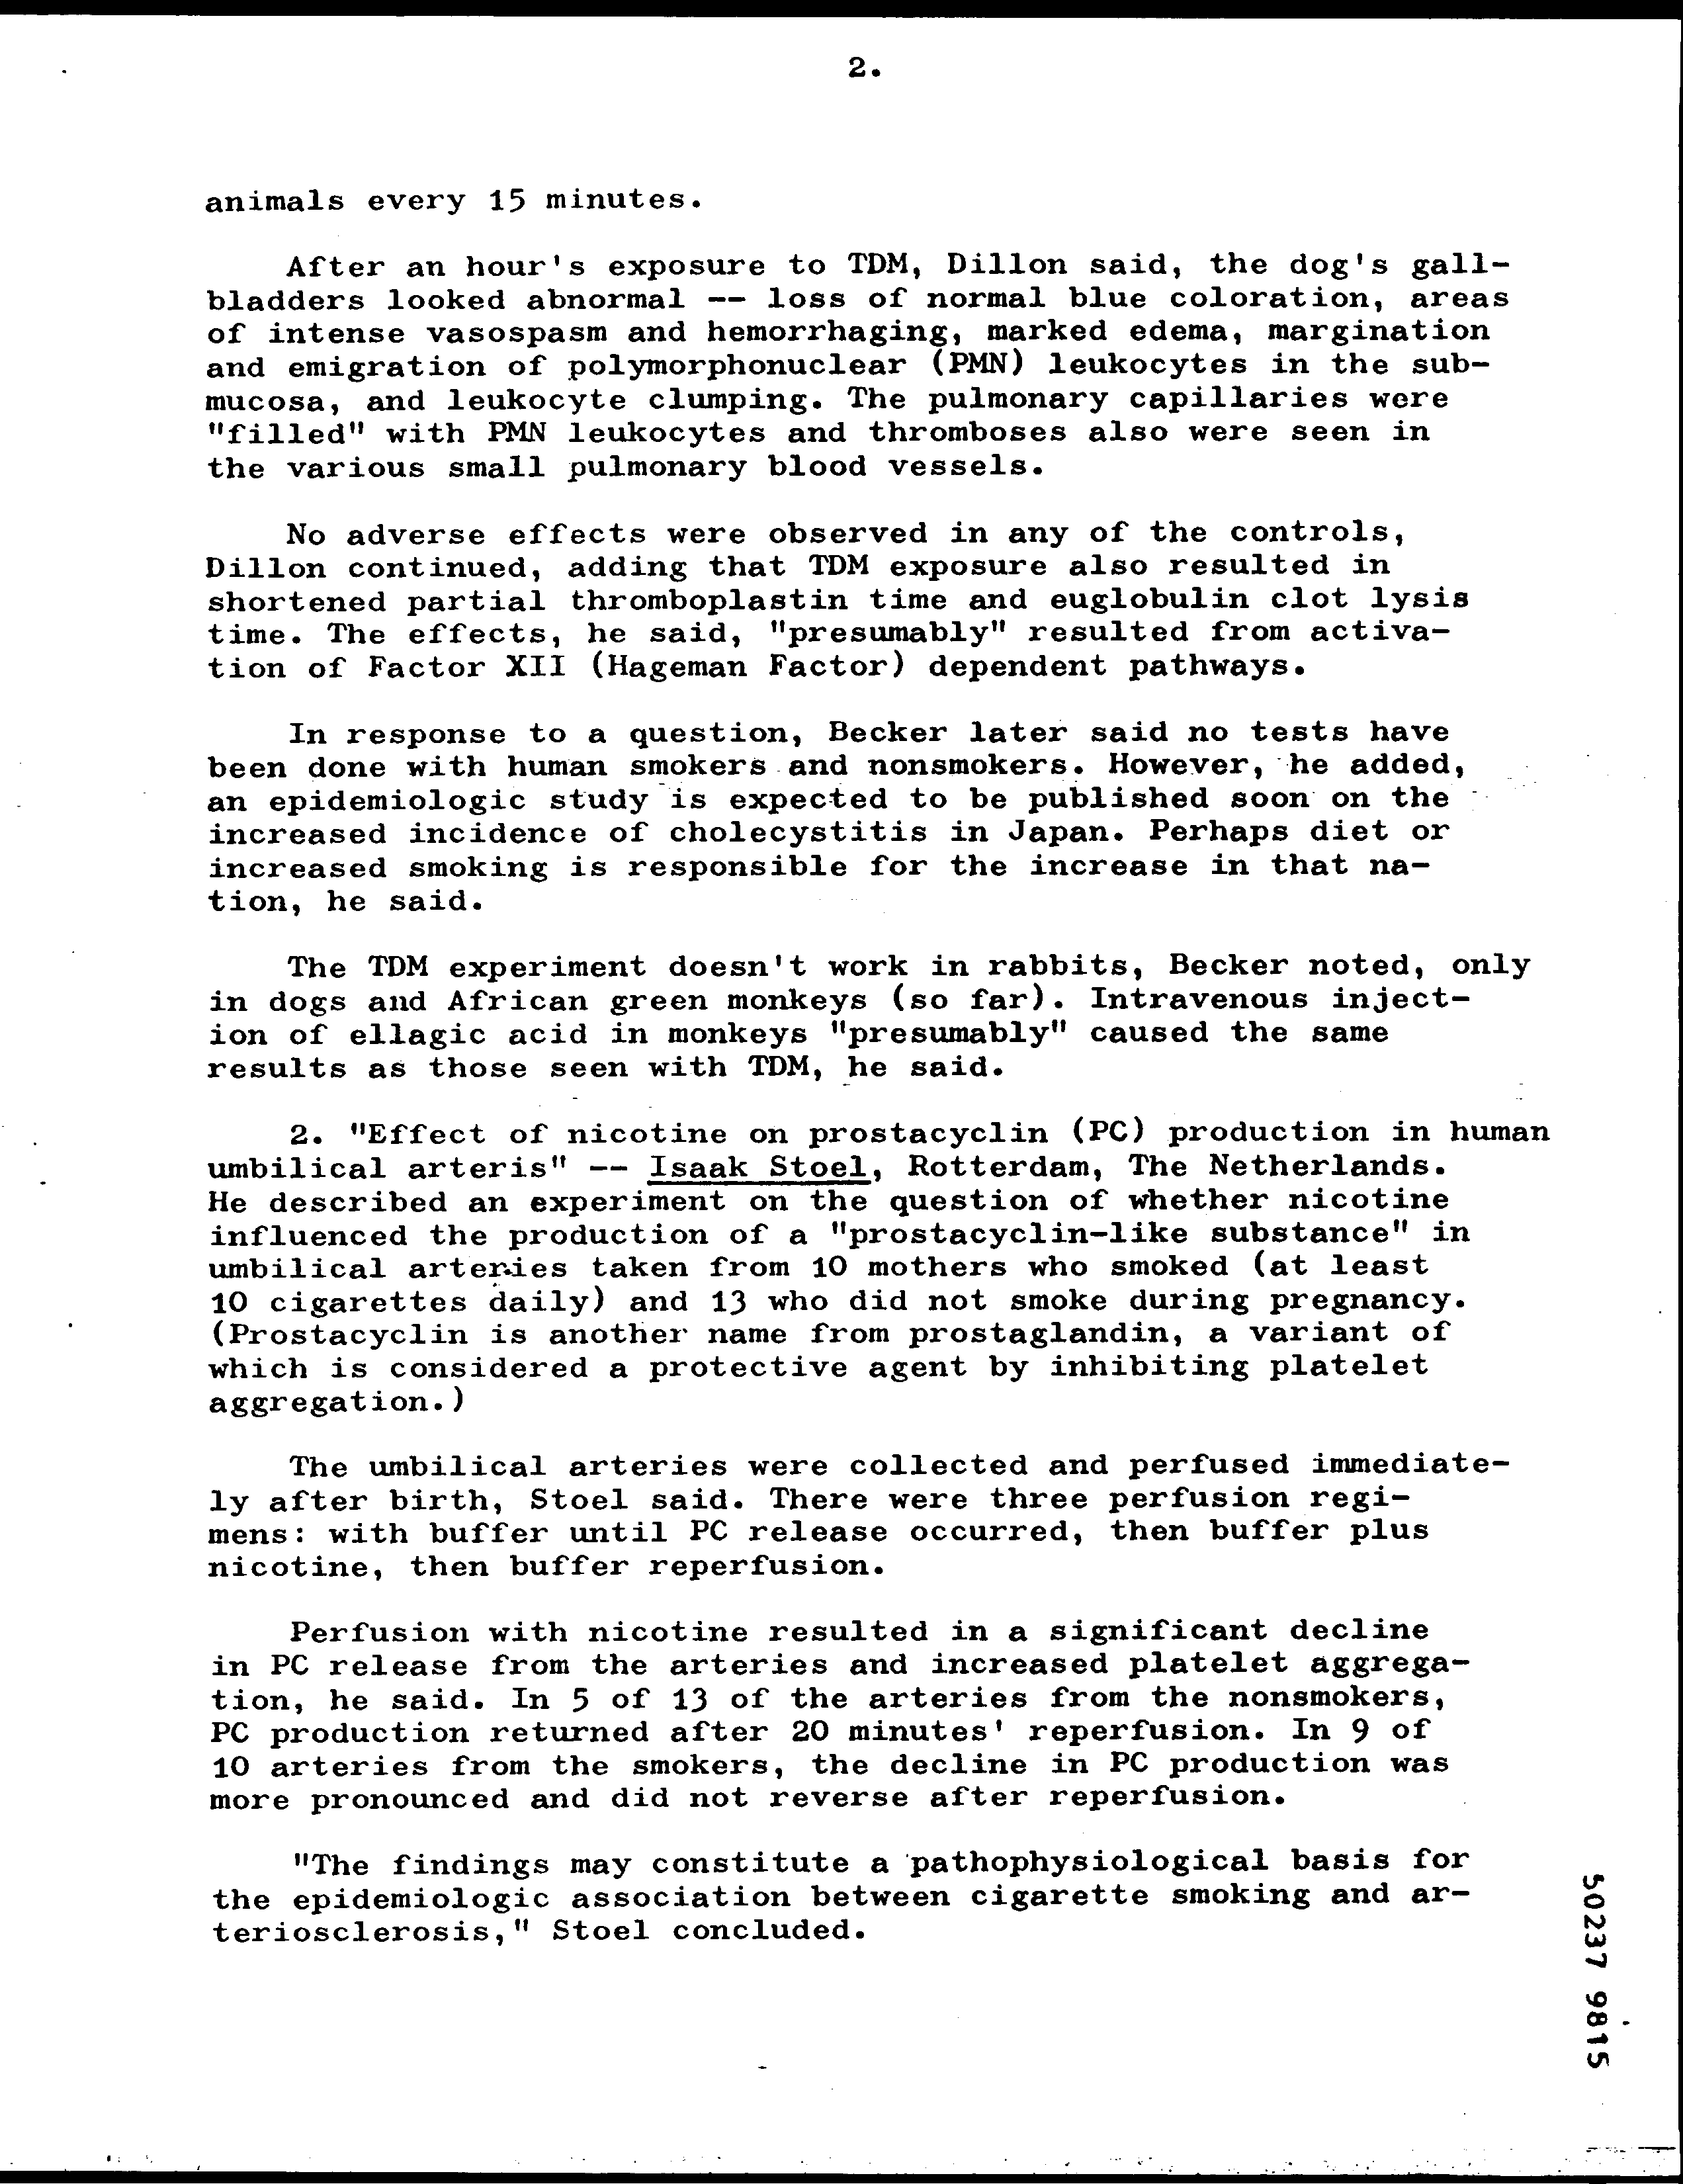 2.
animals every 15 minutes.
After an hour's exposure to TDM, Dillon said, the dog's gall-
bladders looked abnormal -- loss of normal blue coloration, areas
of intense vasospasm and hemorrhaging, marked edema, margination
and emigration of polymorphonuclear (PMN) leukocytes in the sub-
mucosa, and leukocyte clumping. The pulmonary capillaries were
"filled" with PMN leukocytes and thromboses also were seen in
the various small pulmonary blood vessels.
No adverse effects were observed in any of the controls,
Dillon continued, adding that TDM exposure also resulted in
shortened partial thromboplastin time and euglobulin clot lysis
time. The effects, he said, "presumably" resulted from activa-
tion of Factor XII (Hageman Factor) dependent pathways.
In response to a question, Becker later said no tests have
been done with human smokers and nonsmokers. However, he added,
an epidemiologic study is expected to be published soon on the
increased incidence of cholecystitis in Japan. Perhaps diet or
increased smoking is responsible for the increase in that na-
tion, he said.
The TDM experiment doesn't work in rabbits, Becker noted, only
in dogs and African green monkeys (so far). Intravenous inject-
ion of ellagic acid in monkeys "presumably" caused the same
results as those seen with TDM, he said.
2. "Effect of nicotine on prostacyclin (PC) production in human
umbilical arteris" -- Isaak Stoel, Rotterdam, The Netherlands.
He described an experiment on the question of whether nicotine
influenced the production of a "prostacyclin-like substance" in
umbilical arteries taken from 10 mothers who smoked (at least
10 cigarettes daily) and 13 who did not smoke during pregnancy.
(Prostacyclin is another name from prostaglandin, a variant of
which is considered a protective agent by inhibiting platelet
aggregation.)
The umbilical arteries were collected and perfused immediate-
ly after birth, Stoel said. There were three perfusion regi-
mens: with buffer until PC release occurred, then buffer plus
nicotine, then buffer reperfusion.
Perfusion with nicotine resulted in a significant decline
in PC release from the arteries and increased platelet aggrega-
tion, he said. In 5 of 13 of the arteries from the nonsmokers,
PC production returned after 20 minutes' reperfusion. In 9 of
10 arteries from the smokers, the decline in PC production was
more pronounced and did not reverse after reperfusion.
"The findings may constitute a pathophysiological basis for
the epidemiologic association between cigarette smoking and ar-
teriosclerosis," Stoel concluded.
50237 9815